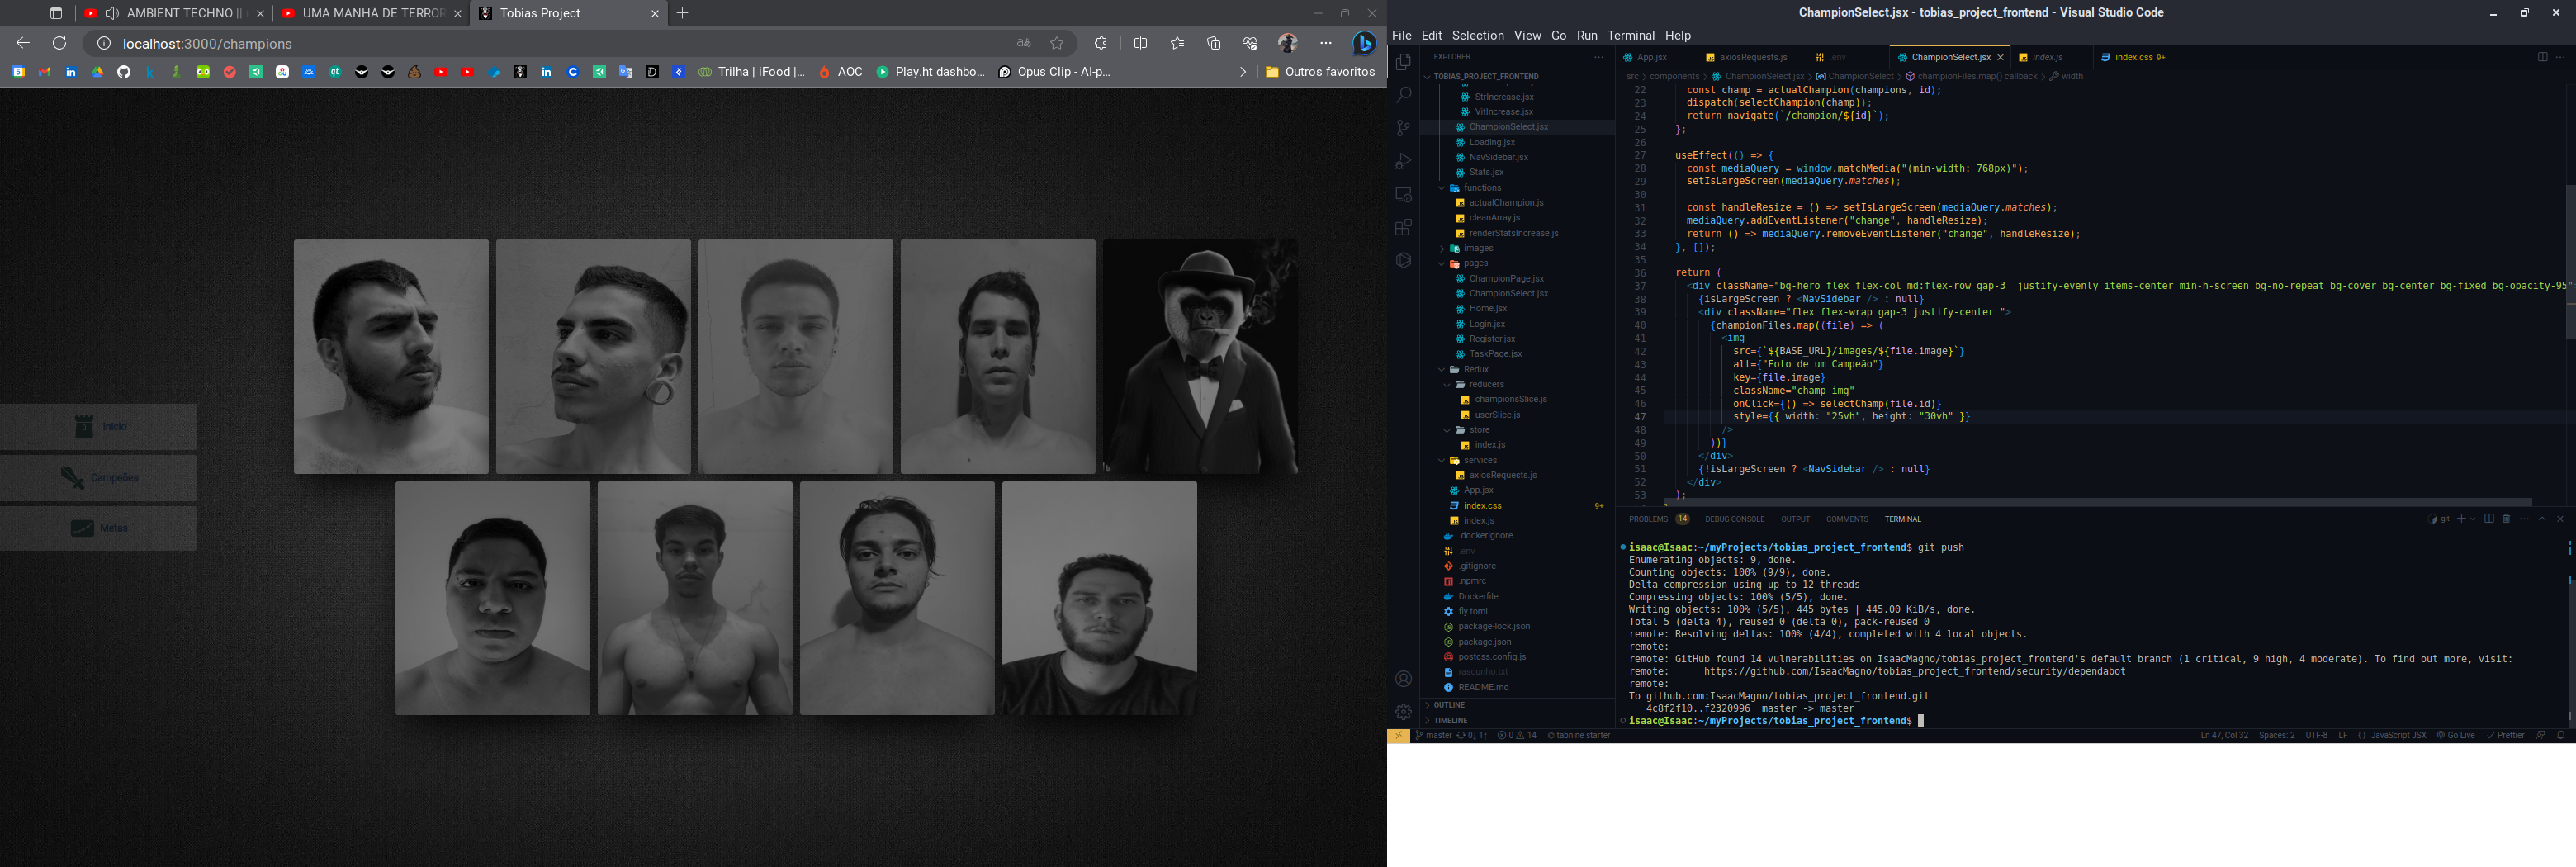 AMBIENT TECHNO ||
UMA MANHÃ DE TERROR
Tobias Project
localhost:3000/champions
Trilha | iFood |...
AOC
Play.ht dashbo...
Opus Clip - AI-p...
Outros favoritos
Inicio
Campeões
Metas
ChampionSelect.jsx - tobias_project_frontend - Visual Studio Code
File Edit Selection View Go Run Terminal Help
EXPLORER
TOBIAS_PROJECT_FRONTEND
StrIncrease.jsx
VitIncrease.jsx
ChampionSelect.jsx
Loading.jsx
NavSidebar.jsx
Stats.jsx
functions
actualChampion.js
cleanArray.js
renderStatsIncrease.js
images
pages
ChampionPage.jsx
ChampionSelect.jsx
Home.jsx
Login.jsx
Register.jsx
TaskPage.jsx
Redux
reducers
championsSlice.js
userSlice.js
store
index.js
services
axiosRequests.js
App.jsx
index.css 9+
index.js
.dockerignore
.env
.gitignore
.npmrc
Dockerfile
fly.toml
package-lock.json
package.json
postcss.config.js
rascunho.txt
README.md
OUTLINE
TIMELINE
App.jsx axiosRequests.js .env ChampionSelect.jsx index.js index.css 9+
src > components > ChampionSelect.jsx > ChampionSelect > championFiles.map() callback > width
22 const champ = actualChampion(champions, id);
23 dispatch(selectChampion(champ));
24 return navigate(`/champion/${id}`);
25 };
26
27 useEffect(() => {
28 const mediaQuery = window.matchMedia("(min-width: 768px)");
29 setIsLargeScreen(mediaQuery.matches);
30
31 const handleResize = () => setIsLargeScreen(mediaQuery.matches);
32 mediaQuery.addEventListener("change", handleResize);
33 return () => mediaQuery.removeEventListener("change", handleResize);
34 }, []);
35
36 return (
37 <div className="bg-hero flex flex-col md:flex-row gap-3  justify-evenly items-center min-h-screen bg-no-repeat bg-cover bg-center bg-fixed bg-opacity-95"
38 {isLargeScreen ? <NavSidebar /> : null}
39 <div className="flex flex-wrap gap-3 justify-center ">
40 {championFiles.map((file) => (
41 <img
42 src={`${BASE_URL}/images/${file.image}`}
43 alt={"Foto de um Campeão"}
44 key={file.image}
45 className="champ-img"
46 onClick={() => selectChamp(file.id)}
47 style={{ width: "25vh", height: "30vh" }}
48 />
49 ))}
50 </div>
51 {!isLargeScreen ? <NavSidebar /> : null}
52 </div>
53 );
PROBLEMS 14 DEBUG CONSOLE OUTPUT COMMENTS TERMINAL
git
isaac@Isaac:~/myProjects/tobias_project_frontend$ git push
Enumerating objects: 9, done.
Counting objects: 100% (9/9), done.
Delta compression using up to 12 threads
Compressing objects: 100% (5/5), done.
Writing objects: 100% (5/5), 445 bytes | 445.00 KiB/s, done.
Total 5 (delta 4), reused 0 (delta 0), pack-reused 0
remote: Resolving deltas: 100% (4/4), completed with 4 local objects.
remote:
remote: GitHub found 14 vulnerabilities on IsaacMagno/tobias_project_frontend's default branch (1 critical, 9 high, 4 moderate). To find out more, visit:
remote:      https://github.com/IsaacMagno/tobias_project_frontend/security/dependabot
remote:
To github.com:IsaacMagno/tobias_project_frontend.git
4c8f2f10..f2320996  master -> master
isaac@Isaac:~/myProjects/tobias_project_frontend$
master 0↓ 1↑ 0 14 tabnine starter
Ln 47, Col 32 Spaces: 2 UTF-8 LF {} JavaScript JSX Go Live Prettier